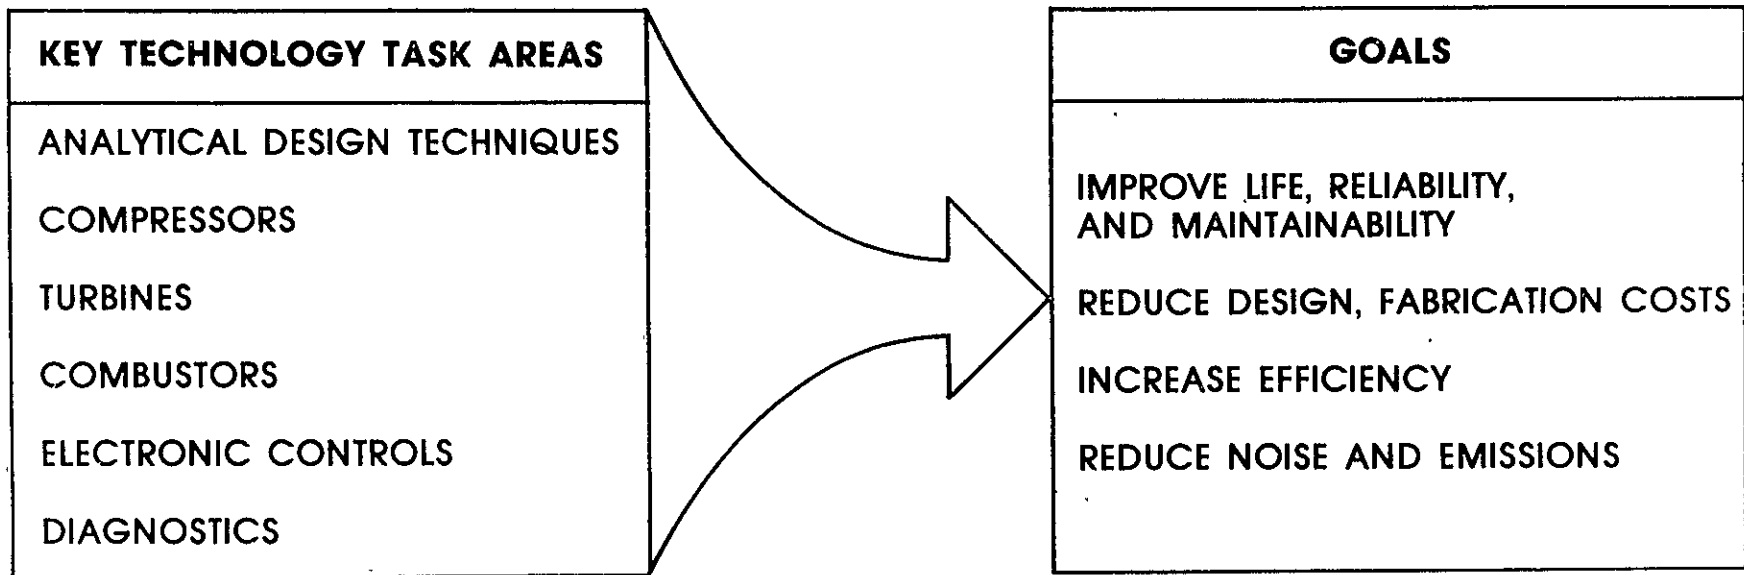 KEY TECHNOLOGY TASK AREAS
ANALYTICAL DESIGN TECHNIQUES
COMPRESSORS
TURBINES
COMBUSTORS
ELECTRONIC CONTROLS
DIAGNOSTICS
GOALS
IMPROVE LIFE, RELIABILITY,
AND MAINTAINABILITY
REDUCE DESIGN, FABRICATION COSTS
INCREASE EFFICIENCY
REDUCE NOISE AND EMISSIONS